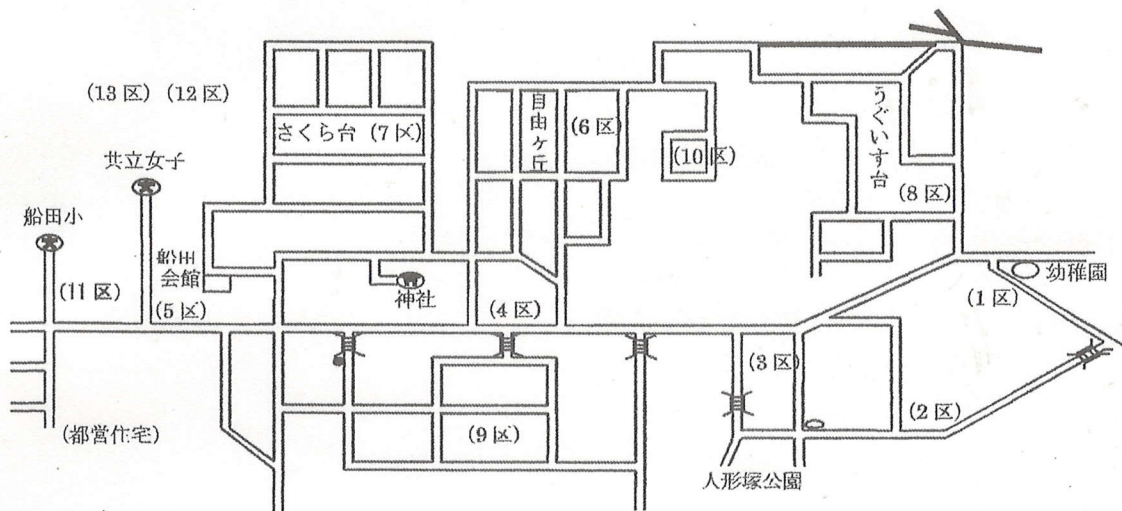 (13区) (12区)
共立女子
船田小
船田
会館
(11区)
(5区)
(都営住宅)
さくら台 (7区)
神社
自由ヶ丘
(6区)
(4区)
(9区)
(10区)
うぐいす台
(8区)
幼稚園
(1区)
(3区)
(2区)
人形塚公園